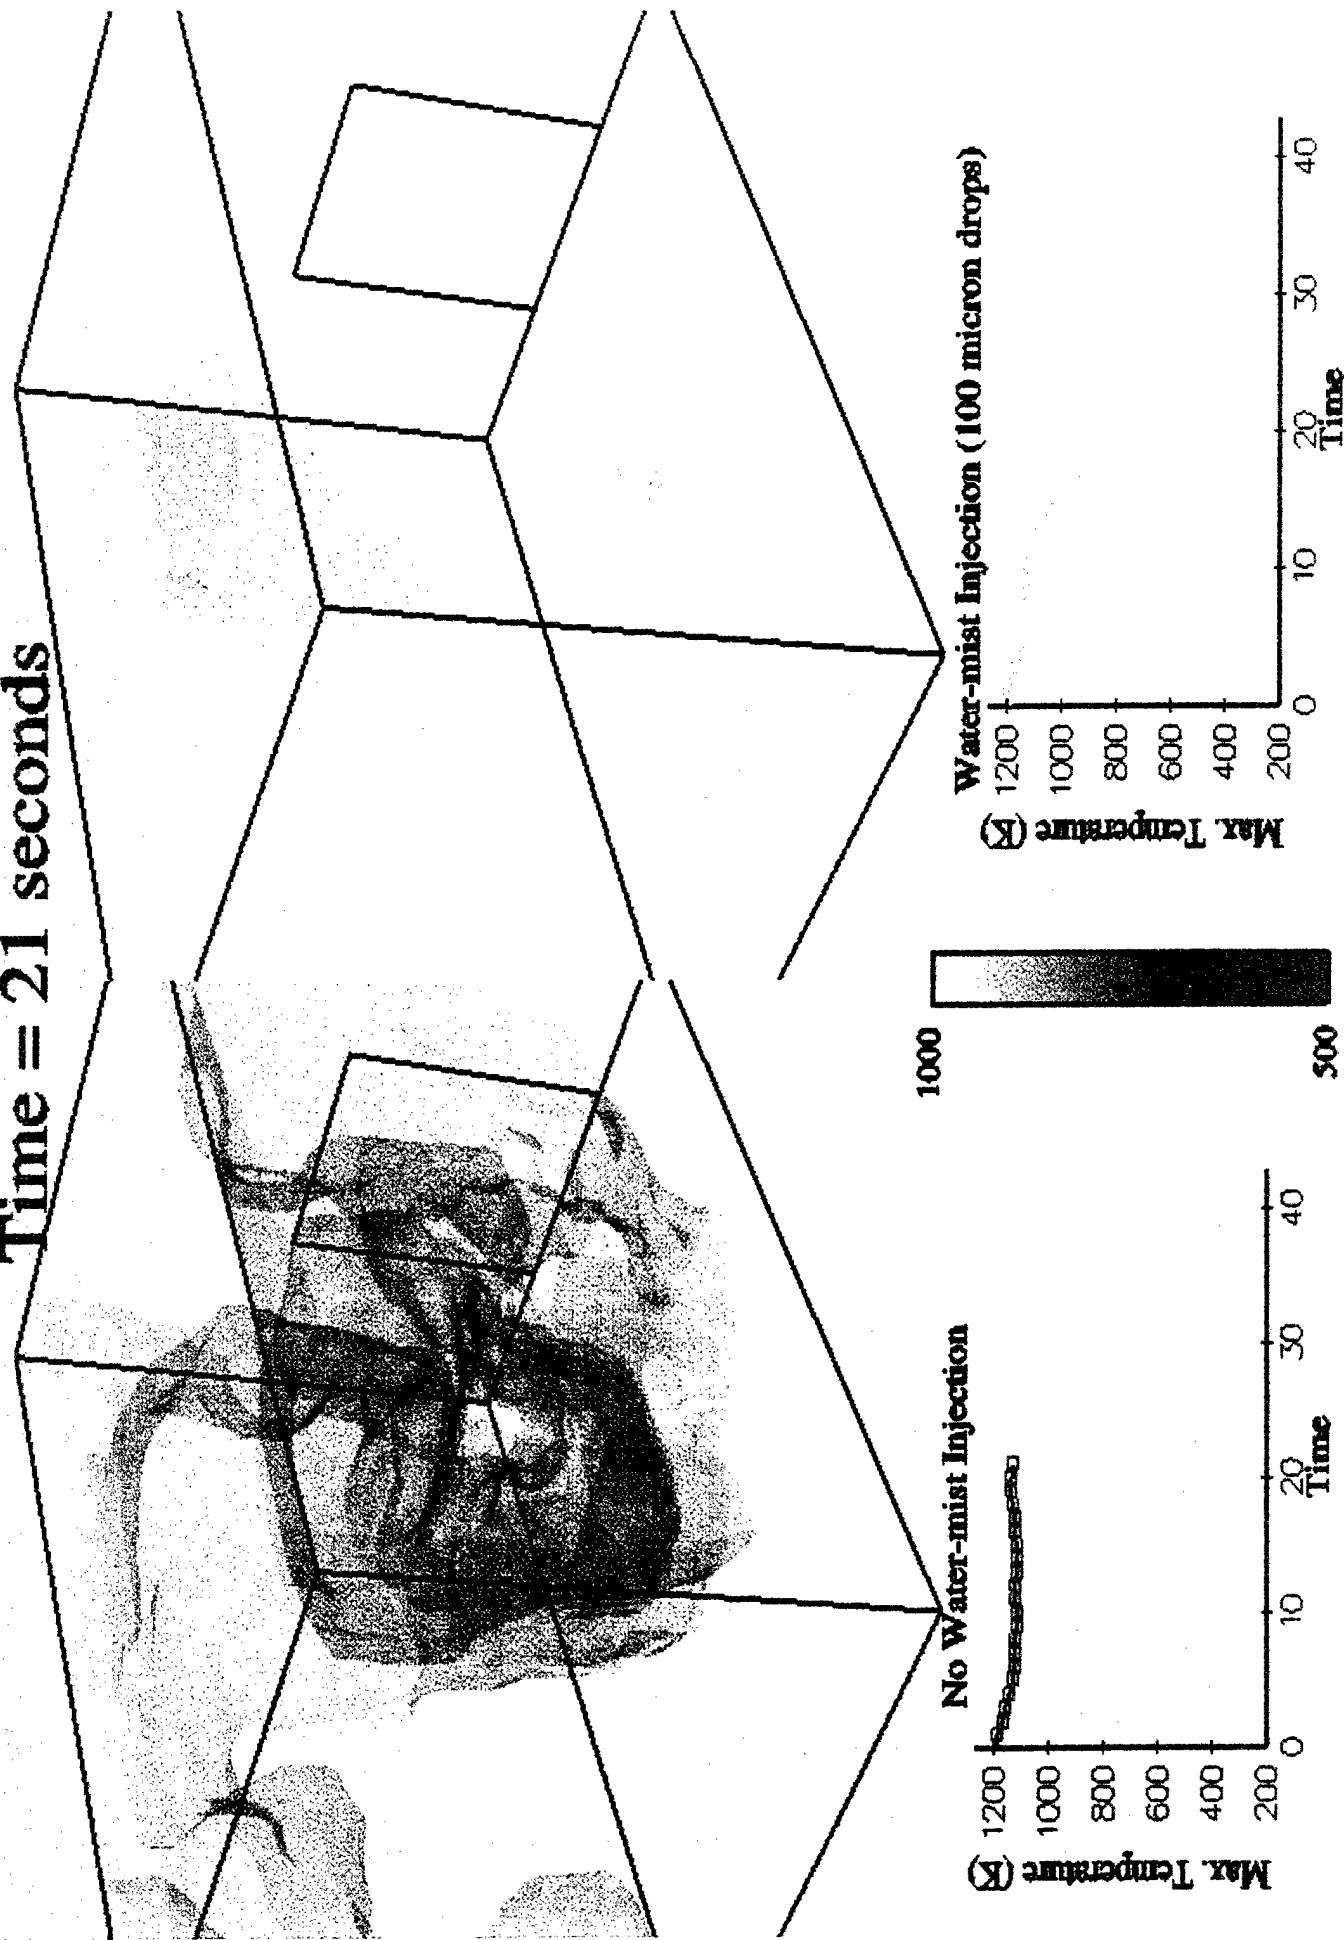 Time = 21 seconds
No Water-mist Injection
Max. Temperature (K)
1200
1000
800
600
400
200
0 10 20 30 40
Time
1000
500
Water-mist Injection (100 micron drops)
Max. Temperature (K)
1200
1000
800
600
400
200
0 10 20 30 40
Time